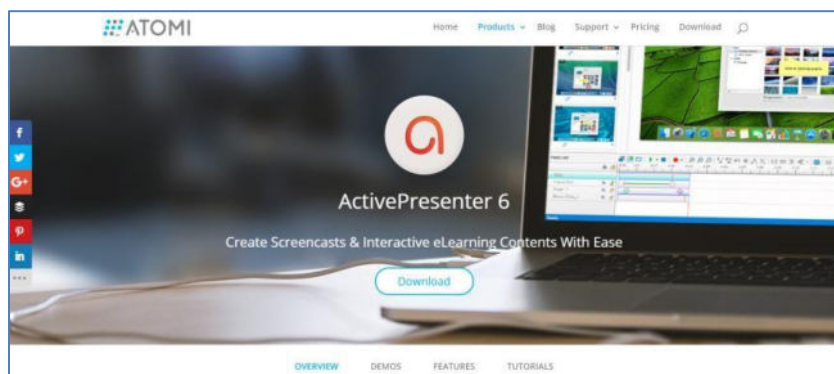 ATOMI
Home Products Blog Support Pricing Download
ActivePresenter 6
Create Screencasts & Interactive eLearning Contents With Ease
Download
OVERVIEW DEMOS FEATURES TUTORIALS